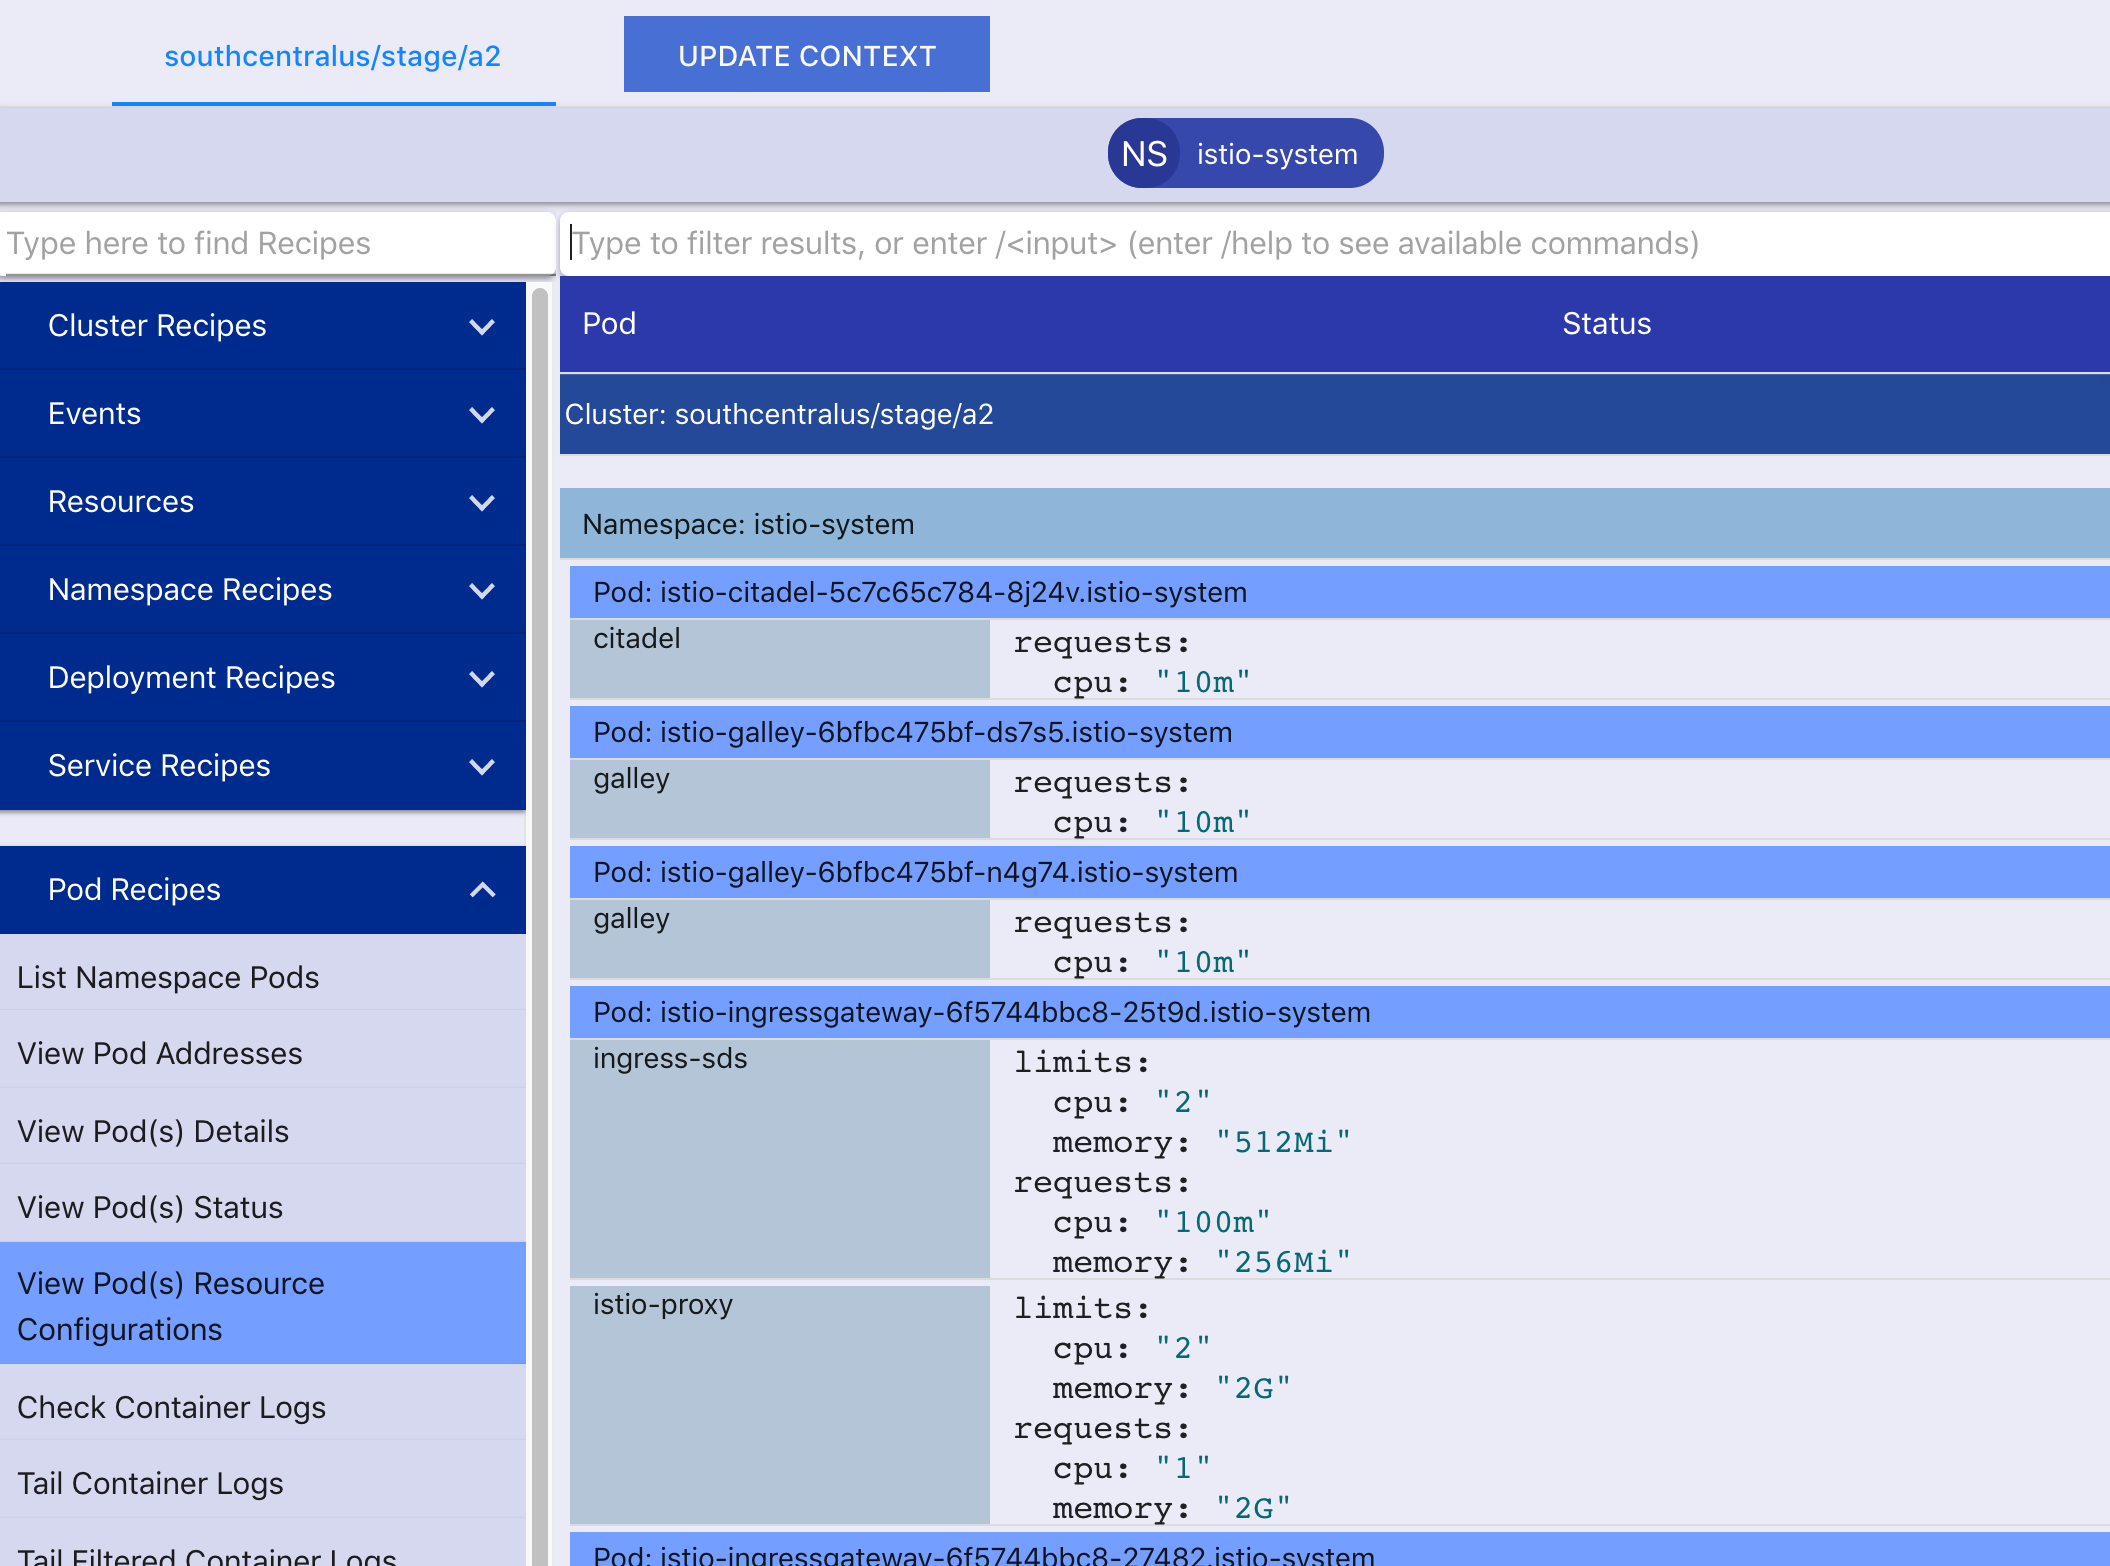 southcentralus/stage/a2
UPDATE CONTEXT
NS istio-system
Type here to find Recipes
Type to filter results, or enter /<input> (enter /help to see available commands)
Cluster Recipes
Events
Resources
Namespace Recipes
Deployment Recipes
Service Recipes
Pod Recipes
List Namespace Pods
View Pod Addresses
View Pod(s) Details
View Pod(s) Status
View Pod(s) Resource
Configurations
Check Container Logs
Tail Container Logs
Tail Filtered Container Logs
Pod Status
Cluster: southcentralus/stage/a2
Namespace: istio-system
Pod: istio-citadel-5c7c65c784-8j24v.istio-system
citadel
requests:
cpu: "10m"
Pod: istio-galley-6bfbc475bf-ds7s5.istio-system
galley
requests:
cpu: "10m"
Pod: istio-galley-6bfbc475bf-n4g74.istio-system
galley
requests:
cpu: "10m"
Pod: istio-ingressgateway-6f5744bbc8-25t9d.istio-system
ingress-sds
limits:
cpu: "2"
memory: "512Mi"
requests:
cpu: "100m"
memory: "256Mi"
istio-proxy
limits:
cpu: "2"
memory: "2G"
requests:
cpu: "1"
memory: "2G"
Pod: istio-ingressgateway-6f5744bbc8-27482.istio-system